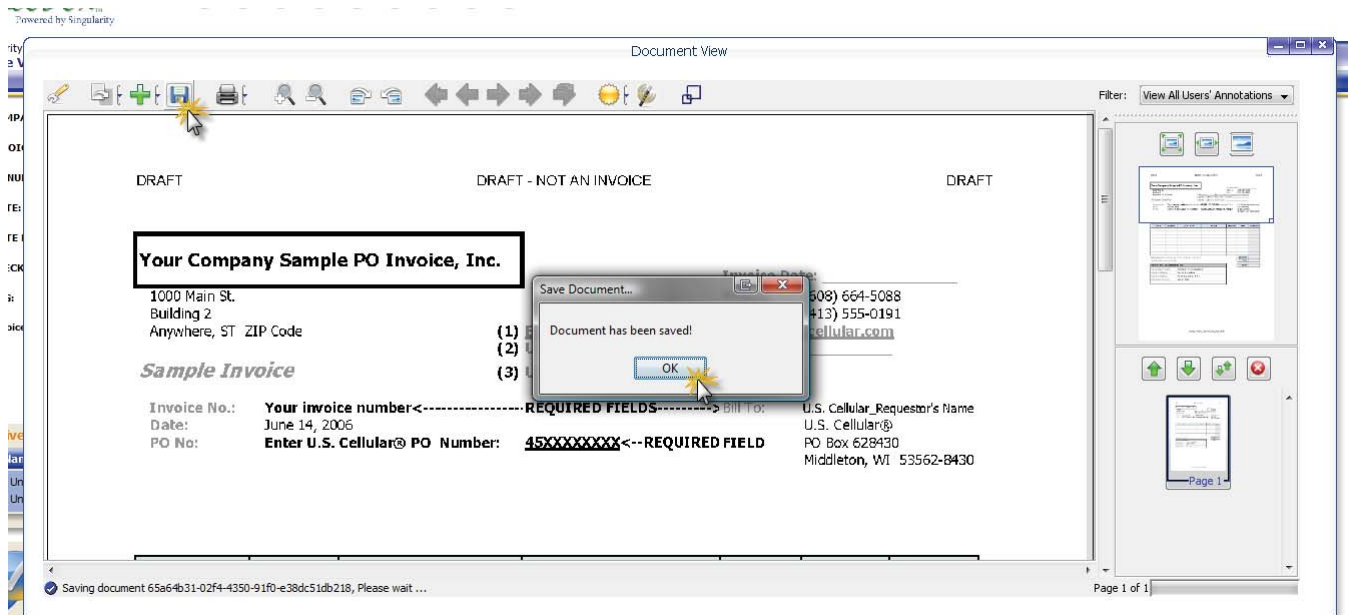 Powered by Singularity
Document View
Filter: View All Users' Annotations
DRAFT DRAFT - NOT AN INVOICE DRAFT
Your Company Sample PO Invoice, Inc.
1000 Main St.
Building 2
Anywhere, ST ZIP Code
Sample Invoice
(1)
(2)
(3)
608) 664-5088
413) 555-0191
cellular.com
Save Document...
Document has been saved!
OK
Invoice No.: Your invoice number<-----------------REQUIRED FIELDS---------> Bill To: U.S. Cellular_Requestor's Name
Date: June 14, 2006 U.S. Cellular®
PO No: Enter U.S. Cellular® PO Number: 45XXXXXXXX<--REQUIRED FIELD PO Box 628430
Middleton, WI 53562-8430
Page 1
Saving document 65a64b31-02f4-4350-91f0-e38dc51db218, Please wait ...
Page 1 of 1